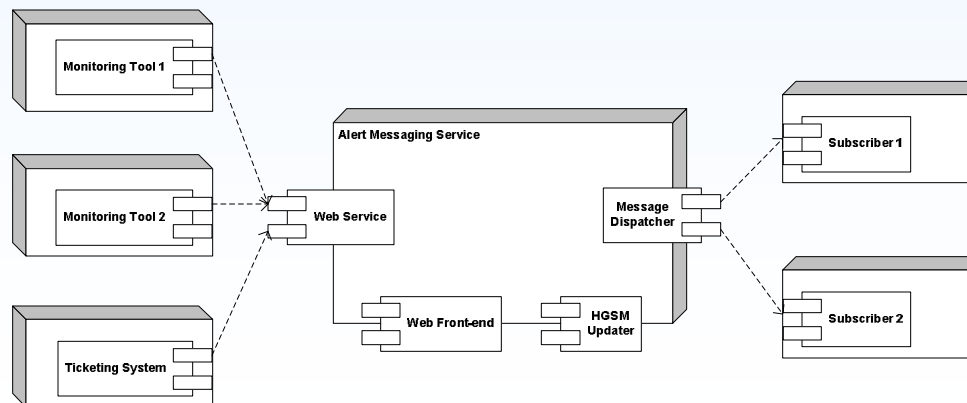 Monitoring Tool 1
Alert Messaging Service
Subscriber 1
Monitoring Tool 2
Web Service
Message
Dispatcher
Web Front-end
HGSM
Updater
Subscriber 2
Ticketing System